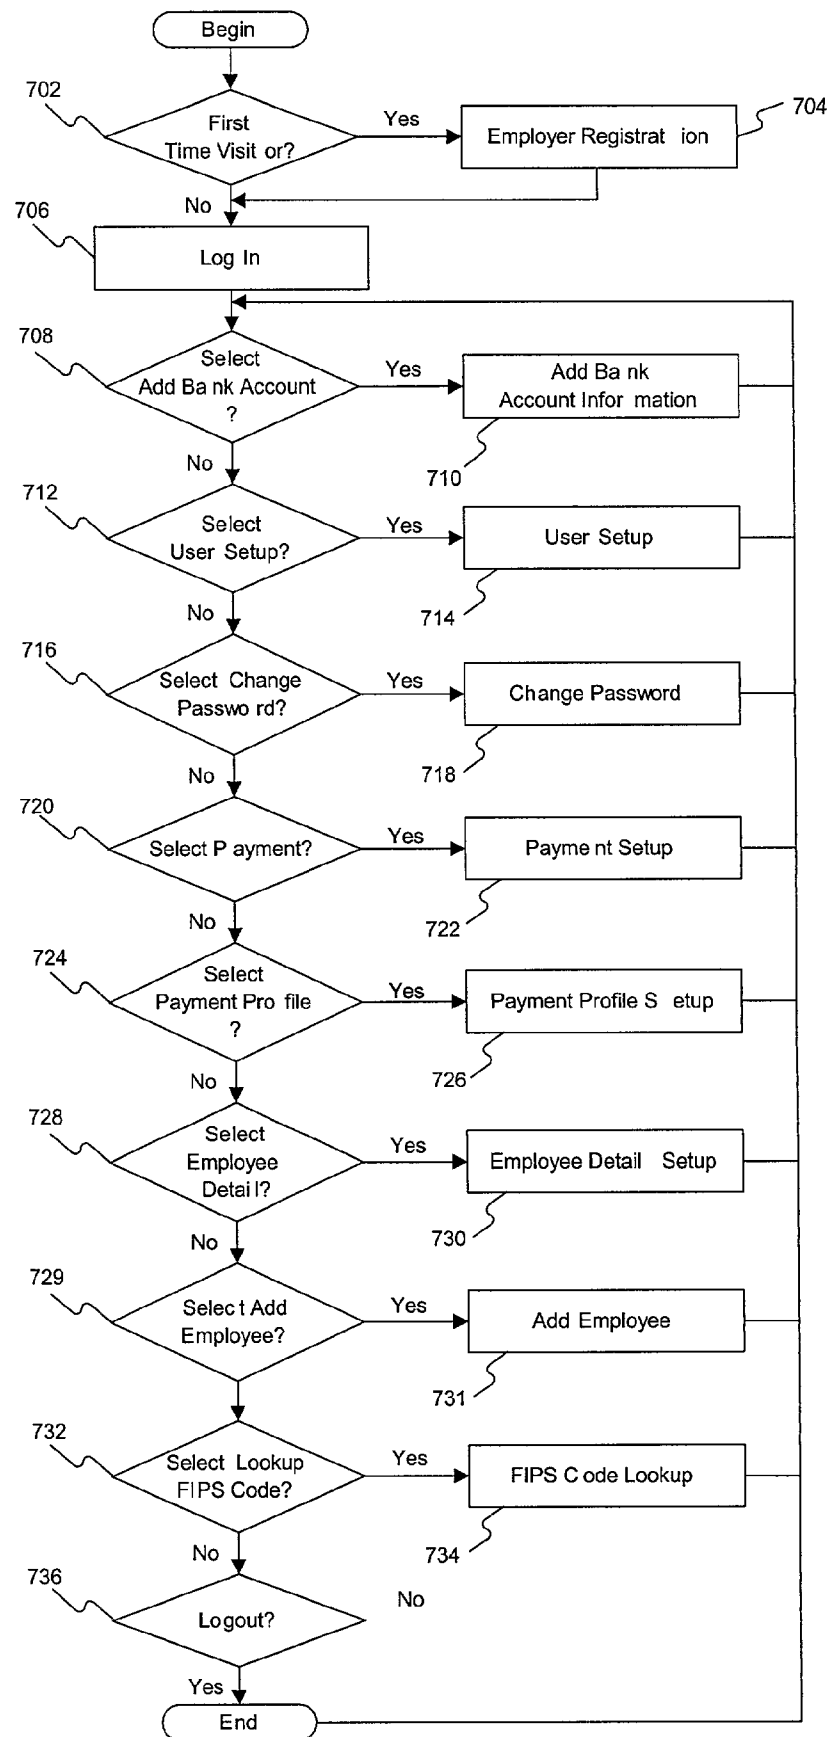 Begin
702
First
Time Visit or?
Yes
Employer Registrat ion
704
No
706
Log In
708
Select
Add Ba nk Account
?
Yes
Add Ba nk
Account Infor mation
710
No
712
Select
User Setup?
Yes
User Setup
714
No
716
Select Change
Passwo rd?
Yes
Change Password
718
No
720
Select P ayment?
Yes
Payme nt Setup
722
No
724
Select
Payment Pro file
?
Yes
Payment Profile S etup
726
No
728
Select
Employee
Detai l?
Yes
Employee Detail Setup
730
No
729
Selec t Add
Employee?
Yes
Add Employee
731
732
Select Lookup
FIPS Code?
Yes
FIPS C ode Lookup
734
No
736
Logout?
No
Yes
End